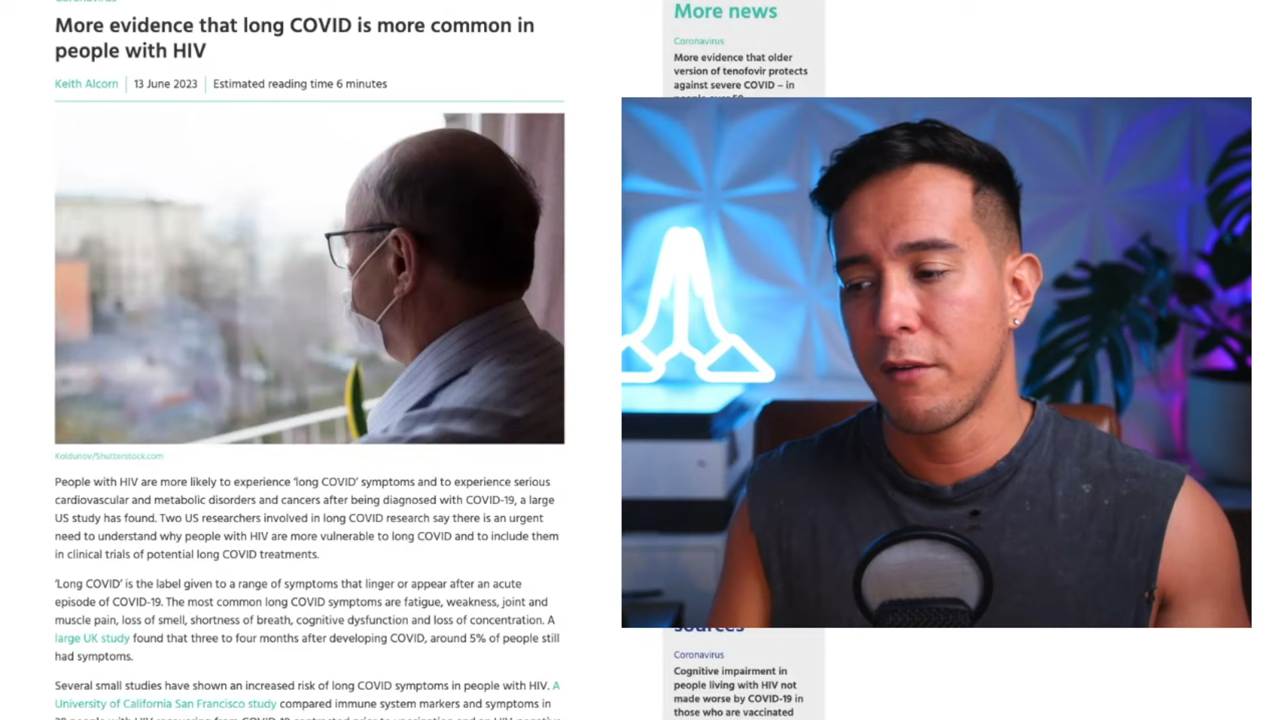 Coronavirus
More evidence that long COVID is more common in
people with HIV
Keith Alcorn
13 June 2023
Estimated reading time 6 minutes
Koldunov/Shutterstock.com
People with HIV are more likely to experience 'long COVID' symptoms and to experience serious
cardiovascular and metabolic disorders and cancers after being diagnosed with COVID-19, a large
US study has found. Two US researchers involved in long COVID research say there is an urgent
need to understand why people with HIV are more vulnerable to long COVID and to include them
in clinical trials of potential long COVID treatments.
'Long COVID' is the label given to a range of symptoms that linger or appear after an acute
episode of COVID-19. The most common long COVID symptoms are fatigue, weakness, joint and
muscle pain, loss of smell, shortness of breath, cognitive dysfunction and loss of concentration. A
large UK study found that three to four months after developing COVID, around 5% of people still
had symptoms.
Several small studies have shown an increased risk of long COVID symptoms in people with HIV. A
University of California San Francisco study compared immune system markers and symptoms in
More news
Coronavirus
More evidence that older
version of tenofovir protects
against severe COVID – in
people over 50
sources
Coronavirus
Cognitive impairment in
people living with HIV not
made worse by COVID-19 in
those who are vaccinated